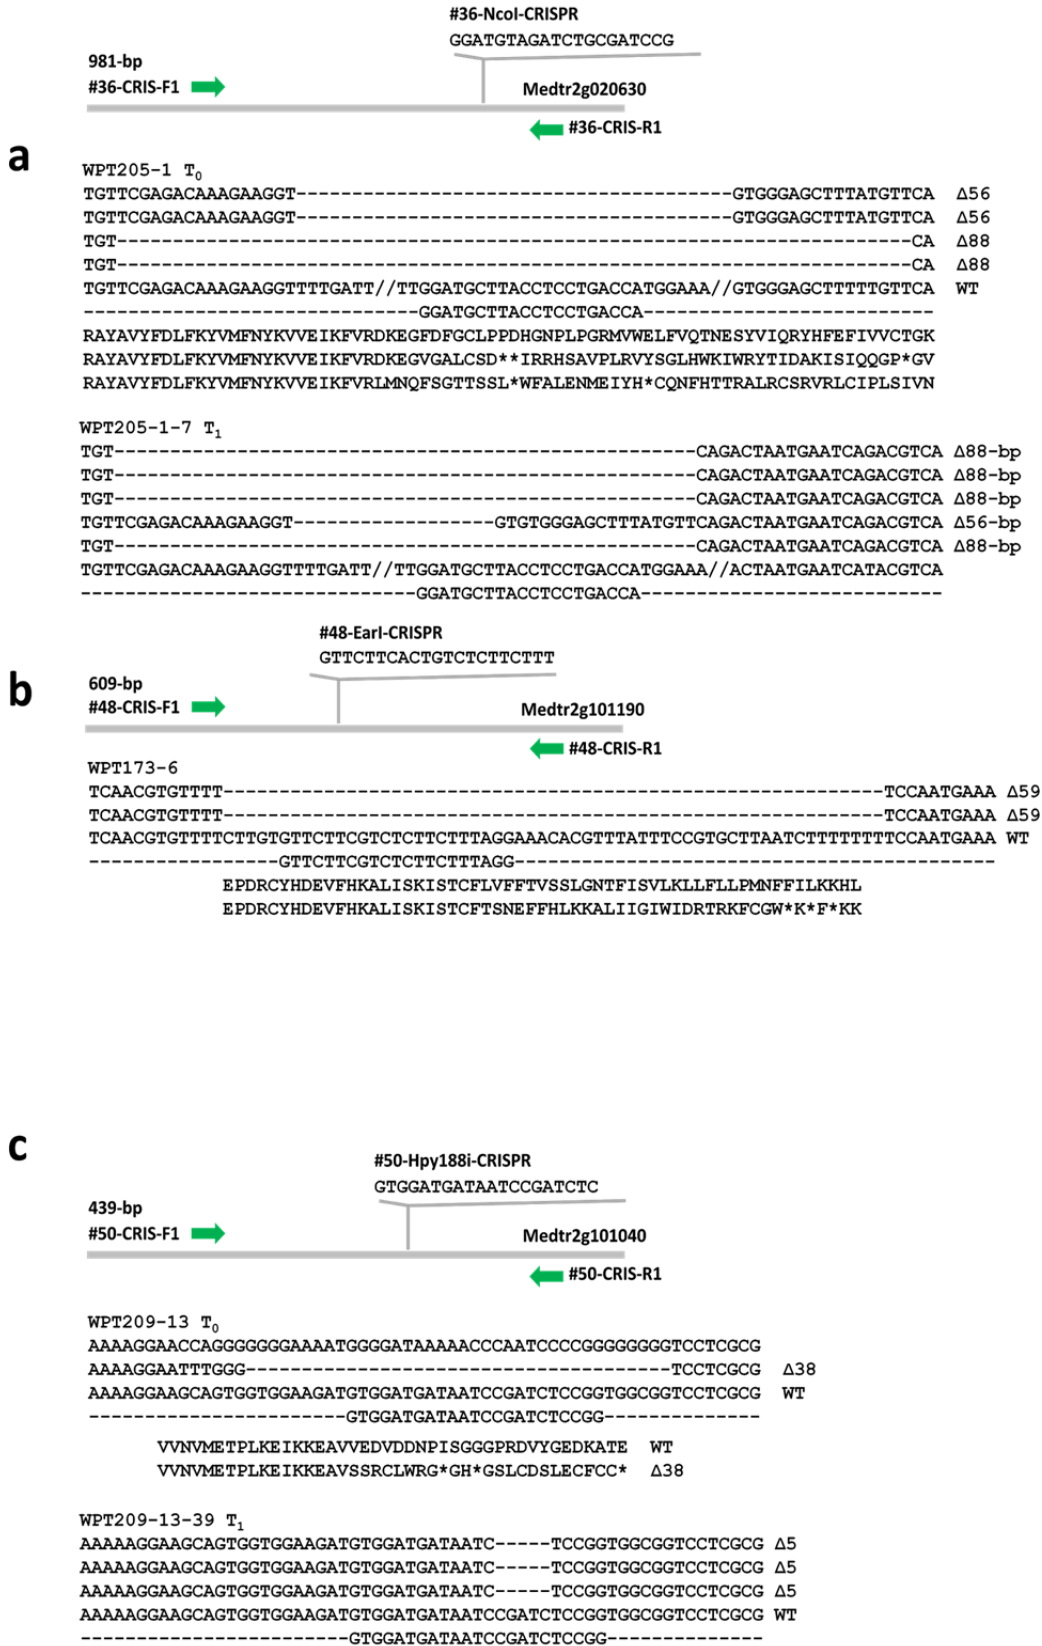 #36-NcoI-CRISPR
GGATGTAGATCTGCGATCCG
981-bp
#36-CRIS-F1
Medtr2g020630
#36-CRIS-R1
a
WPT205-1 T0
TGTTCGAGACAAAGAAGGT---------------------------------------GTGGGAGCTTTATGTTCA Δ56
TGTTCGAGACAAAGAAGGT---------------------------------------GTGGGAGCTTTATGTTCA Δ56
TGT-----------------------------------------------------------------------CA Δ88
TGT-----------------------------------------------------------------------CA Δ88
TGTTCGAGACAAAGAAGGTTTTGATT//TTGGATGCTTACCTCCTGACCATGGAAA//GTGGGAGCTTTTTGTTCA WT
------------------------------GGATGCTTACCTCCTGACCA--------------------------
RAYAVYFDLFKYVMFNYKVVEIKFVRDKEGFDFGCLPPDHGNPLPGRMVWELFVQTNESYVIQRYHFEFIVVCTGK
RAYAVYFDLFKYVMFNYKVVEIKFVRDKEGVGALCSD**IRRHSAVPLRVYSGLHWKIWRYTIDAKISIQQGP*GV
RAYAVYFDLFKYVMFNYKVVEIKFVRLMNQFSGTTSSL*WFALENMEIYH*CQNFHTTRALRCSRVRLCIPLSIVN
WPT205-1-7 T1
TGT----------------------------------------------------CAGACTAATGAATCAGACGTCA Δ88-bp
TGT----------------------------------------------------CAGACTAATGAATCAGACGTCA Δ88-bp
TGT----------------------------------------------------CAGACTAATGAATCAGACGTCA Δ88-bp
TGTTCGAGACAAAGAAGGT------------------GTGTGGGAGCTTTATGTTCAGACTAATGAATCAGACGTCA Δ56-bp
TGT----------------------------------------------------CAGACTAATGAATCAGACGTCA Δ88-bp
TGTTCGAGACAAAGAAGGTTTTGATT//TTGGATGCTTACCTCCTGACCATGGAAA//ACTAATGAATCATACGTCA
------------------------------GGATGCTTACCTCCTGACCA---------------------------
#48-EarI-CRISPR
GTTCTTCACTGTCTCTTCTTT
b
609-bp
#48-CRIS-F1
Medtr2g101190
#48-CRIS-R1
WPT173-6
TCAACGTGTTTT-----------------------------------------------------------TCCAATGAAA Δ59
TCAACGTGTTTT-----------------------------------------------------------TCCAATGAAA Δ59
TCAACGTGTTTTCTTGTGTTCTTCGTCTCTTCTTTAGGAAACACGTTTATTTCCGTGCTTAATCTTTTTTTTCCAATGAAA WT
-----------------GTTCTTCGTCTCTTCTTTAGG-------------------------------------------
EPDRCYHDEVFHKALISKISTCFLVFFTVSSLGNTFISVLKLLFLLPMNFFILKKHL
EPDRCYHDEVFHKALISKISTCFTSNEFFHLKKALIIGIWIDRTRKFCGW*K*F*KK
c
#50-Hpy188i-CRISPR
GTGGATGATAATCCGATCTC
439-bp
#50-CRIS-F1
Medtr2g101040
#50-CRIS-R1
WPT209-13 T0
AAAAGGAACCAGGGGGGGAAAATGGGGATAAAAACCCAATCCCCGGGGGGGGTCCTCGCG
AAAAGGAATTTGGG--------------------------------------TCCTCGCG Δ38
AAAAGGAAGCAGTGGTGGAAGATGTGGATGATAATCCGATCTCCGGTGGCGGTCCTCGCG WT
-----------------------GTGGATGATAATCCGATCTCCGG--------------
VVNVMETPLKEIKKEAVVEDVDDNPISGGGPRDVYGEDKATE WT
VVNVMETPLKEIKKEAVSSRCLWRG*GH*GSLCDSLECFCC* Δ38
WPT209-13-39 T1
AAAAAGGAAGCAGTGGTGGAAGATGTGGATGATAATC-----TCCGGTGGCGGTCCTCGCG Δ5
AAAAAGGAAGCAGTGGTGGAAGATGTGGATGATAATC-----TCCGGTGGCGGTCCTCGCG Δ5
AAAAAGGAAGCAGTGGTGGAAGATGTGGATGATAATC-----TCCGGTGGCGGTCCTCGCG Δ5
AAAAAGGAAGCAGTGGTGGAAGATGTGGATGATAATCCGATCTCCGGTGGCGGTCCTCGCG WT
------------------------GTGGATGATAATCCGATCTCCGG--------------